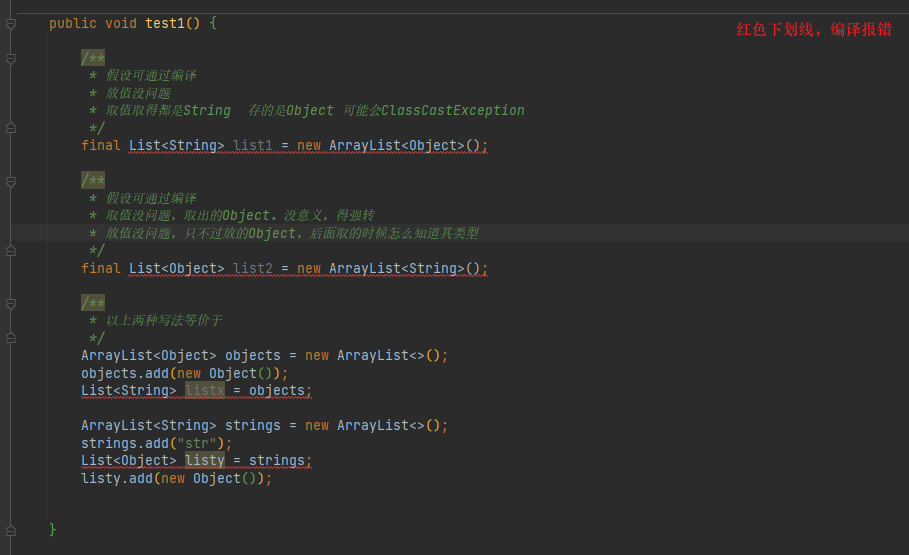 public void test1() {
红色下划线，编译报错
/**
* 假设可通过编译
* 放值没问题
* 取值取得都是String 存的是Object 可能会ClassCastException
*/
final List<String> list1 = new ArrayList<Object>();
/**
* 假设可通过编译
* 取值没问题，取出的Object。没意义，得强转
* 放值没问题，只不过放的Object，后面取的时候怎么知道其类型
*/
final List<Object> list2 = new ArrayList<String>();
/**
* 以上两种写法等价于
*/
ArrayList<Object> objects = new ArrayList<>();
objects.add(new Object());
List<String> listx = objects;
ArrayList<String> strings = new ArrayList<>();
strings.add("str");
List<Object> listy = strings;
listy.add(new Object());
}